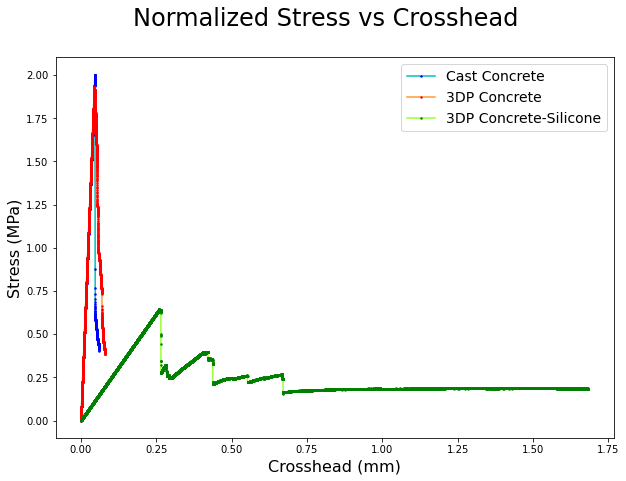 Normalized Stress vs Crosshead
Cast Concrete
3DP Concrete
3DP Concrete-Silicone
2.00
1.75
1.50
1.25
1.00
0.75
0.50
0.25
0.00
Stress (MPa)
0.00 0.25 0.50 0.75 1.00 1.25 1.50 1.75
Crosshead (mm)